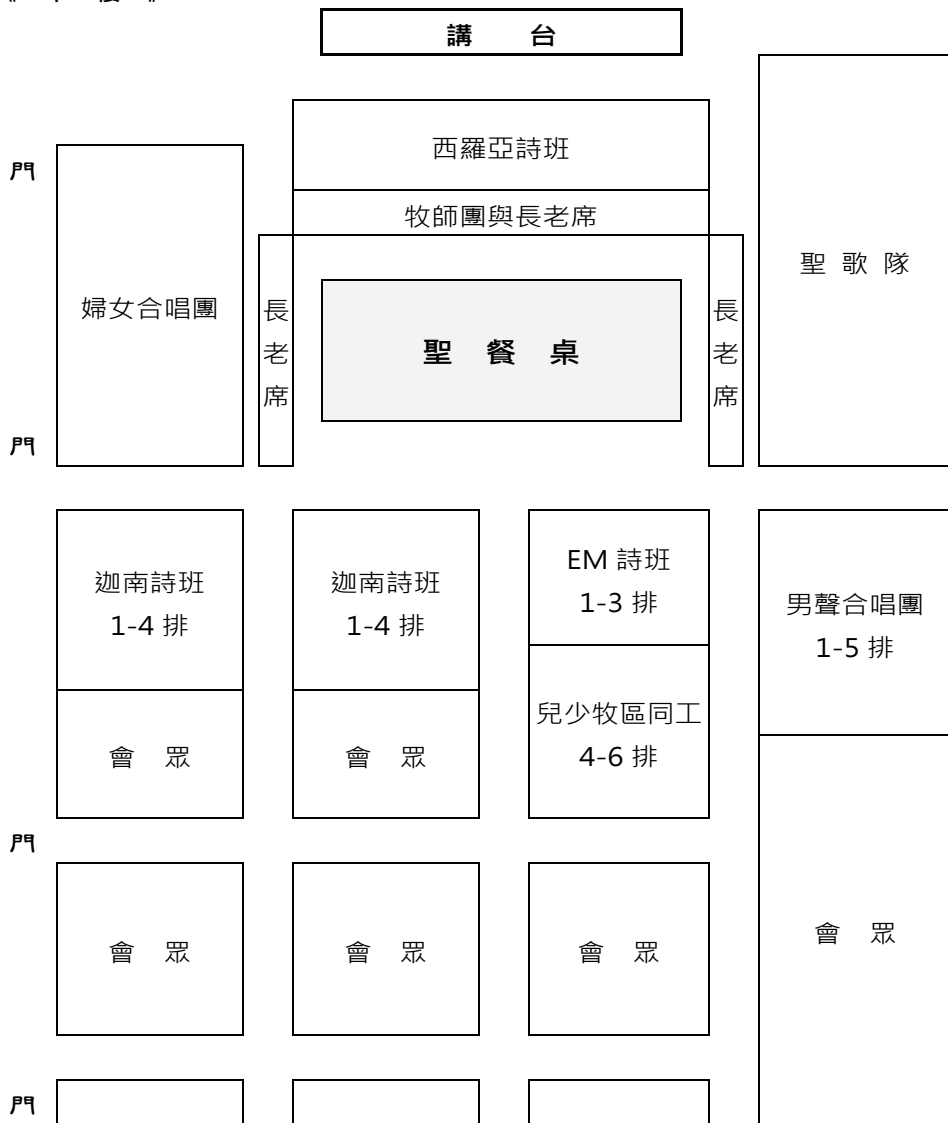 講 台
西羅亞詩班
門
牧師團與長老席
聖 歌 隊
婦女合唱團
長老席
聖 餐 桌
長老席
門
迦南詩班
1-4 排
迦南詩班
1-4 排
EM 詩班
1-3 排
男聲合唱團
1-5 排
會 眾
會 眾
兒少牧區同工
4-6 排
門
會 眾
會 眾
會 眾
會 眾
門